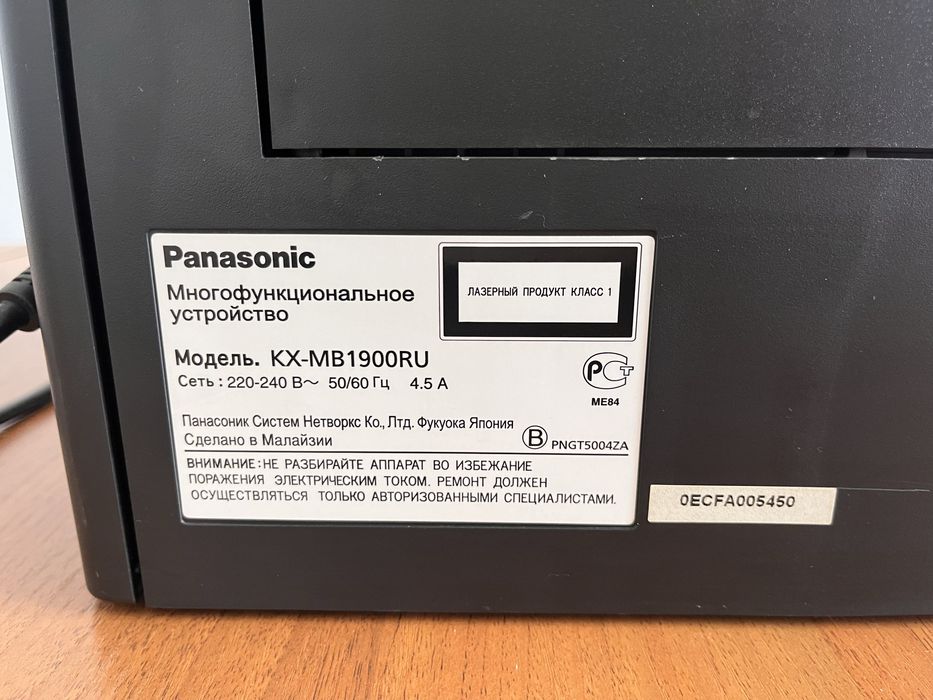 Panasonic
Многофункциональное
устройство
ЛАЗЕРНЫЙ ПРОДУКТ КЛАСС 1
Модель. KX-MB1900RU
Сеть : 220-240 В~ 50/60 Гц 4.5 А
РСТ
ME84
Панасоник Систем Нетворкс Ко., Лтд. Фукуока Япония
Сделано в Малайзии
B PNGT5004ZA
ВНИМАНИЕ: НЕ РАЗБИРАЙТЕ АППАРАТ ВО ИЗБЕЖАНИЕ
ПОРАЖЕНИЯ ЭЛЕКТРИЧЕСКИМ ТОКОМ. РЕМОНТ ДОЛЖЕН
ОСУЩЕСТВЛЯТЬСЯ ТОЛЬКО АВТОРИЗОВАННЫМИ СПЕЦИАЛИСТАМИ.
0ECFA005450